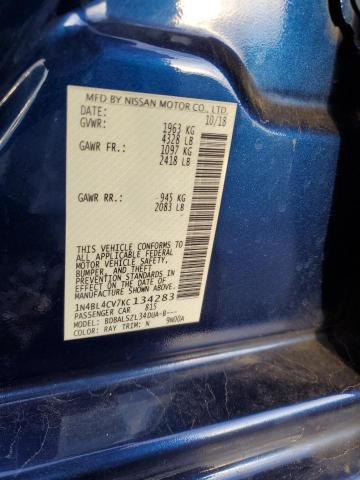 MFD BY NISSAN MOTOR CO., LTD.
DATE: 10/18
GVWR: 1963 KG
4328 LB
GAWR FR.: 1097 KG
2418 LB
GAWR RR.: 945 KG
2083 LB
THIS VEHICLE CONFORMS
TO ALL APPLICABLE FEDERAL
MOTOR VEHICLE SAFETY,
BUMPER, AND THEFT
PREVENTION STANDARDS
IN EFFECT ON THE DATE OF
MANUFACTURE SHOWN ABOVE.
1N4BL4CV7KC134283
PASSENGER CAR 815
MODEL: BDBALSZL34DUA-B---
COLOR: RAY TRIM: N 9WDOA